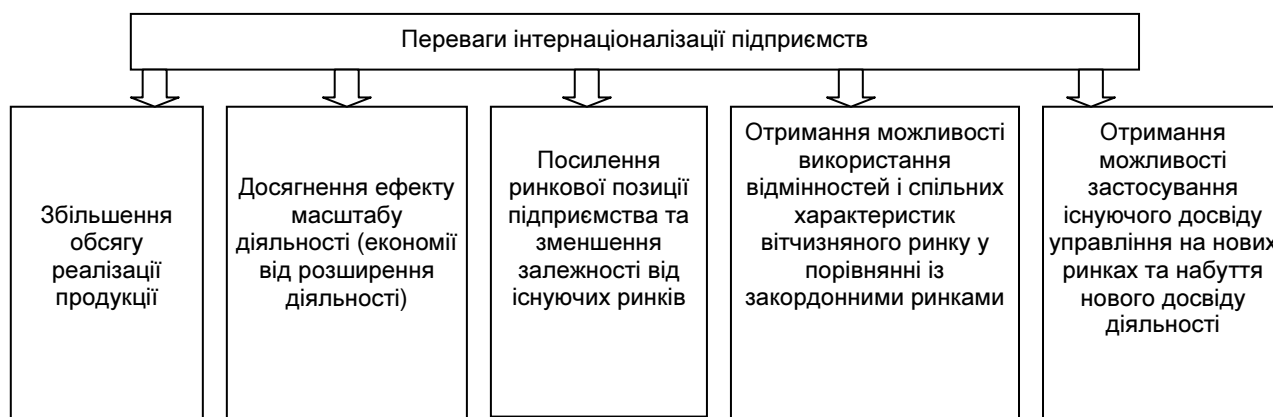 Переваги інтернаціоналізації підприємств
Збільшення
обсягу
реалізації
продукції
Досягнення ефекту
масштабу
діяльності (економії
від розширення
діяльності)
Посилення
ринкової позиції
підприємства та
зменшення
залежності від
існуючих ринків
Отримання можливості
використання
відмінностей і спільних
характеристик
вітчизняного ринку у
порівнянні із
закордонними ринками
Отримання
можливості
застосування
існуючого досвіду
управління на нових
ринках та набуття
нового досвіду
діяльності